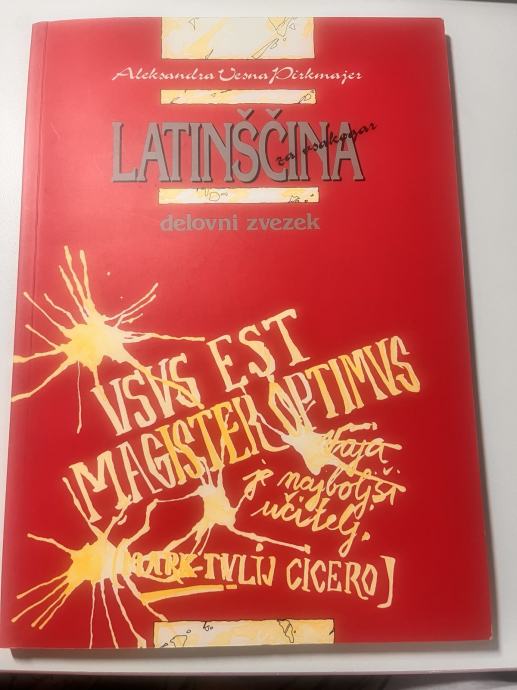 Aleksandra Vesna Pirkmajer
LATINŠČINA
za vsakogar
delovni zvezek
VSVS EST
MAGISTER OPTIMVS
Vaja
je najboljši
učitelj.
(MARK TVLIJ CICERO)